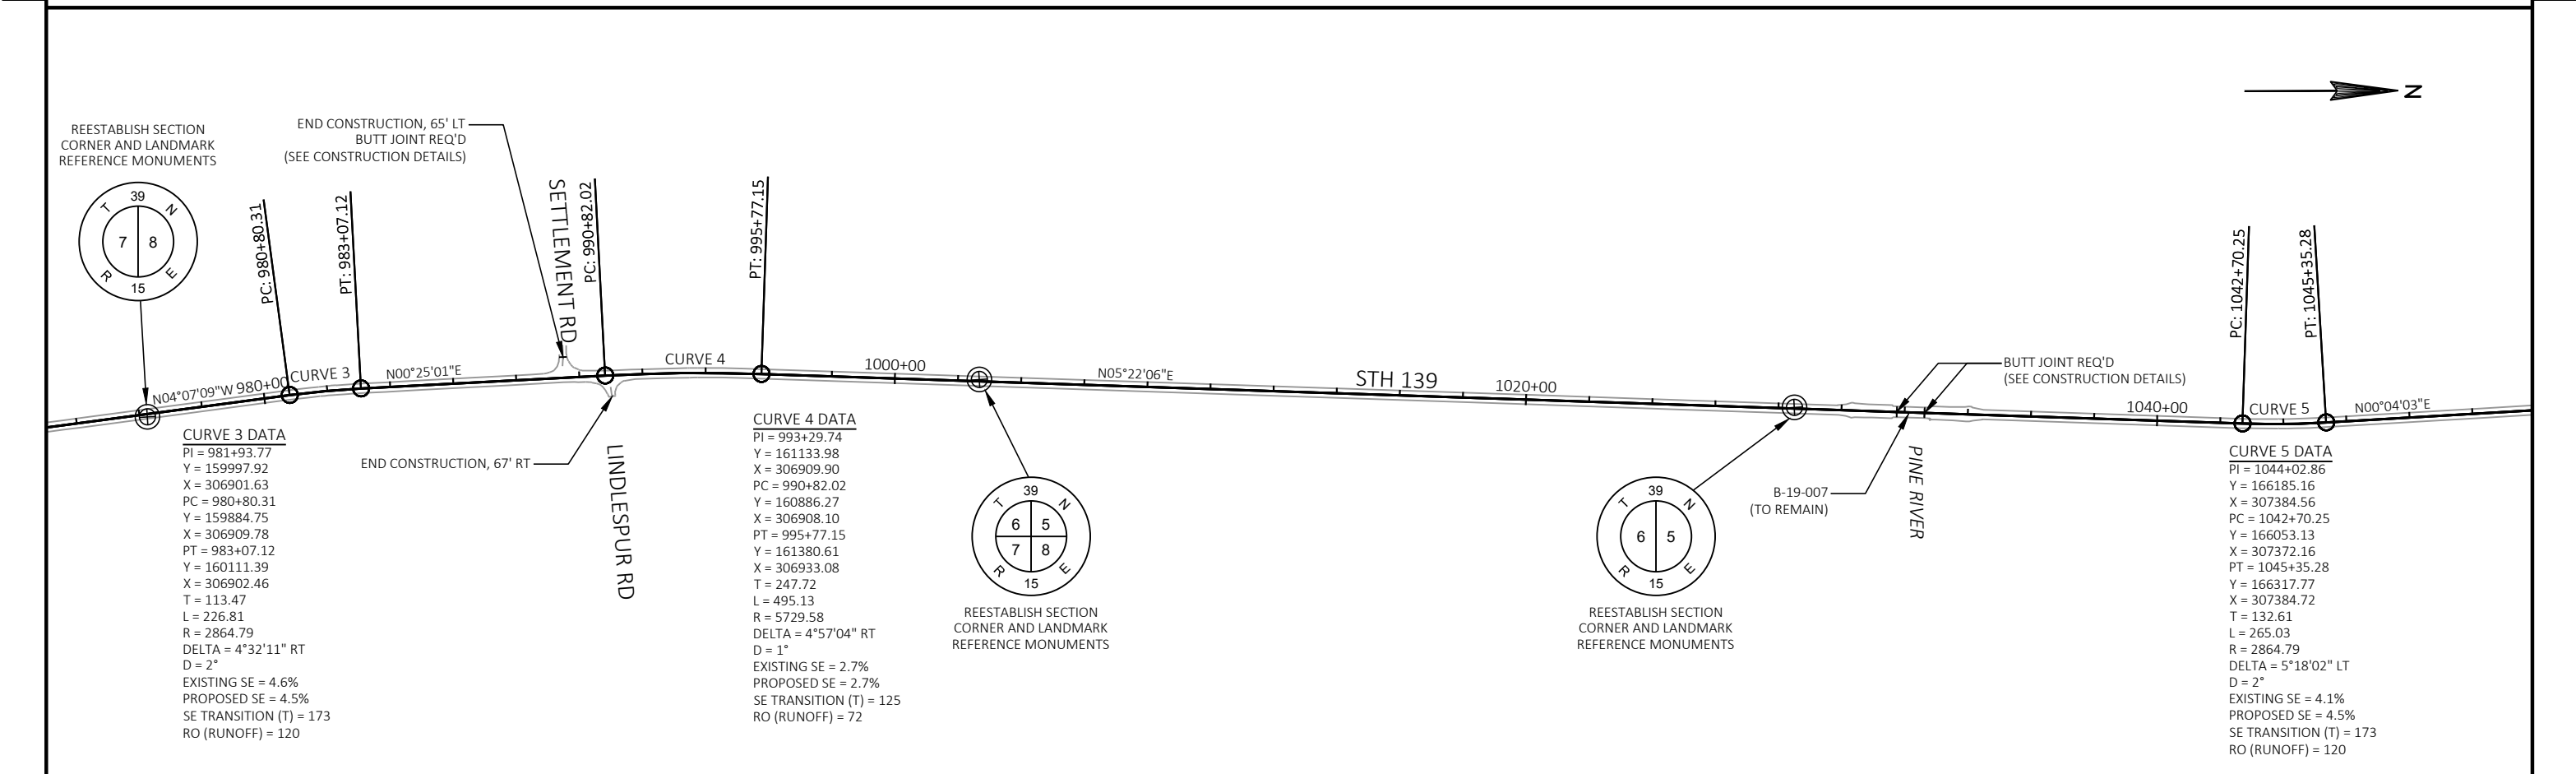 REESTABLISH SECTION
CORNER AND LANDMARK
REFERENCE MONUMENTS
39
T N
7 8
R E
15
END CONSTRUCTION, 65' LT
BUTT JOINT REQ'D
(SEE CONSTRUCTION DETAILS)
PC: 980+80.31
PT: 983+07.12
SETTLEMENT RD
PC: 990+82.02
PT: 995+77.15
PC: 1042+70.25
PT: 1045+35.28
N
N04°07'09"W
980+00
CURVE 3
N00°25'01"E
CURVE 4
1000+00
N05°22'06"E
STH 139
1020+00
BUTT JOINT REQ'D
(SEE CONSTRUCTION DETAILS)
1040+00
CURVE 5
N00°04'03"E
CURVE 3 DATA
PI = 981+93.77
Y = 159997.92
X = 306901.63
PC = 980+80.31
Y = 159884.75
X = 306909.78
PT = 983+07.12
Y = 160111.39
X = 306902.46
T = 113.47
L = 226.81
R = 2864.79
DELTA = 4°32'11" RT
D = 2°
EXISTING SE = 4.6%
PROPOSED SE = 4.5%
SE TRANSITION (T) = 173
RO (RUNOFF) = 120
END CONSTRUCTION, 67' RT
LINDLESPUR RD
CURVE 4 DATA
PI = 993+29.74
Y = 161133.98
X = 306909.90
PC = 990+82.02
Y = 160886.27
X = 306908.10
PT = 995+77.15
Y = 161380.61
X = 306933.08
T = 247.72
L = 495.13
R = 5729.58
DELTA = 4°57'04" RT
D = 1°
EXISTING SE = 2.7%
PROPOSED SE = 2.7%
SE TRANSITION (T) = 125
RO (RUNOFF) = 72
39
T N
6 5
7 8
R E
15
REESTABLISH SECTION
CORNER AND LANDMARK
REFERENCE MONUMENTS
39
T N
6 5
R E
15
REESTABLISH SECTION
CORNER AND LANDMARK
REFERENCE MONUMENTS
B-19-007
(TO REMAIN)
PINE RIVER
CURVE 5 DATA
PI = 1044+02.86
Y = 166185.16
X = 307384.56
PC = 1042+70.25
Y = 166053.13
X = 307372.16
PT = 1045+35.28
Y = 166317.77
X = 307384.72
T = 132.61
L = 265.03
R = 2864.79
DELTA = 5°18'02" LT
D = 2°
EXISTING SE = 4.1%
PROPOSED SE = 4.5%
SE TRANSITION (T) = 173
RO (RUNOFF) = 120